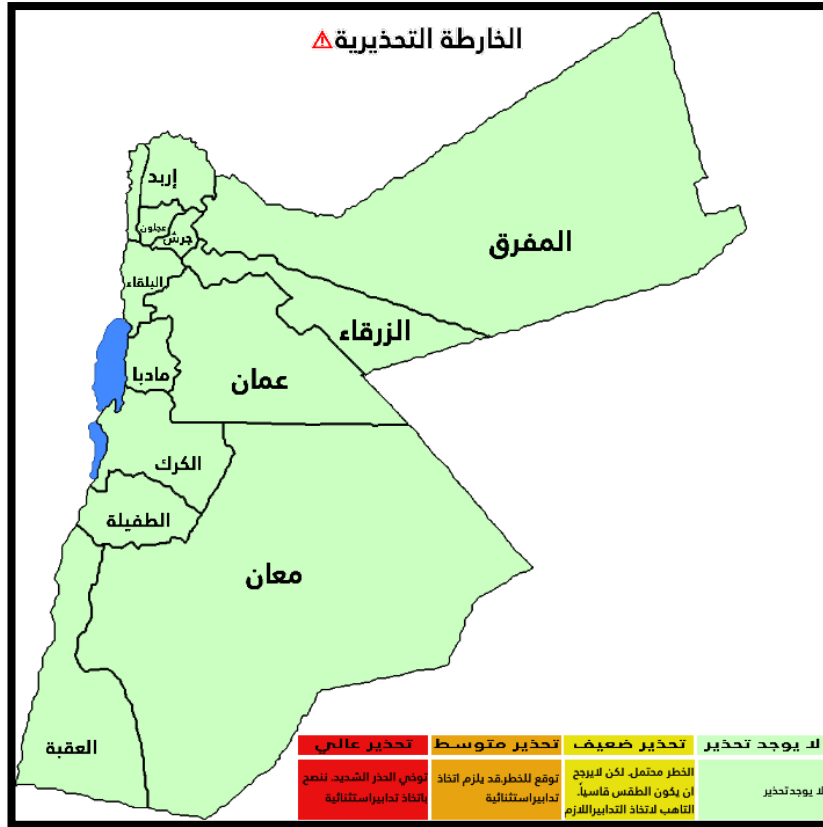 الخارطة التحذيرية
إربد
عجلون
جرش
المفرق
البلقاء
الزرقاء
مادبا
عمان
الكرك
الطفيلة
معان
العقبة
لا يوجد تحذير
تحذير ضعيف
تحذير متوسط
تحذير عالي
لا يوجد تحذير
الخطر محتمل، لكن لايرجح
ان يكون الطقس قاسياً.
التاهب لاتخاذ التدابيراللازم
توقع للخطر.قد يلزم اتخاذ
تدابيراستثنائية
توخي الحذر الشديد. ننصح
باتخاذ تدابيراستثنائية